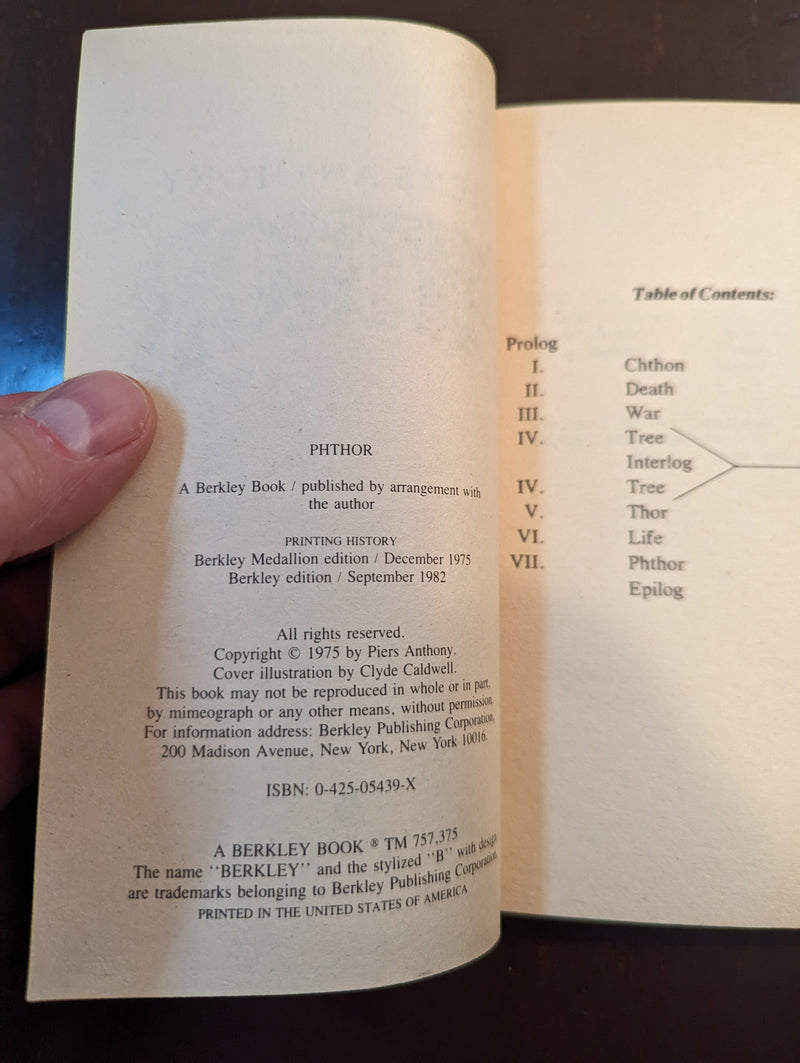 PHTHOR
A Berkley Book / published by arrangement with
the author
PRINTING HISTORY
Berkley Medallion edition / December 1975
Berkley edition / September 1982
All rights reserved.
Copyright © 1975 by Piers Anthony.
Cover illustration by Clyde Caldwell.
This book may not be reproduced in whole or in part,
by mimeograph or any other means, without permission.
For information address: Berkley Publishing Corporation,
200 Madison Avenue, New York, New York 10016.
ISBN: 0-425-05439-X
A BERKLEY BOOK ® TM 757,375
The name "BERKLEY" and the stylized "B" with design
are trademarks belonging to Berkley Publishing Corporation
PRINTED IN THE UNITED STATES OF AMERICA
Table of Contents:
Prolog
I. Chthon
II. Death
III. War
IV. Tree
Interlog
IV. Tree
V. Thor
VI. Life
VII. Phthor
Epilog